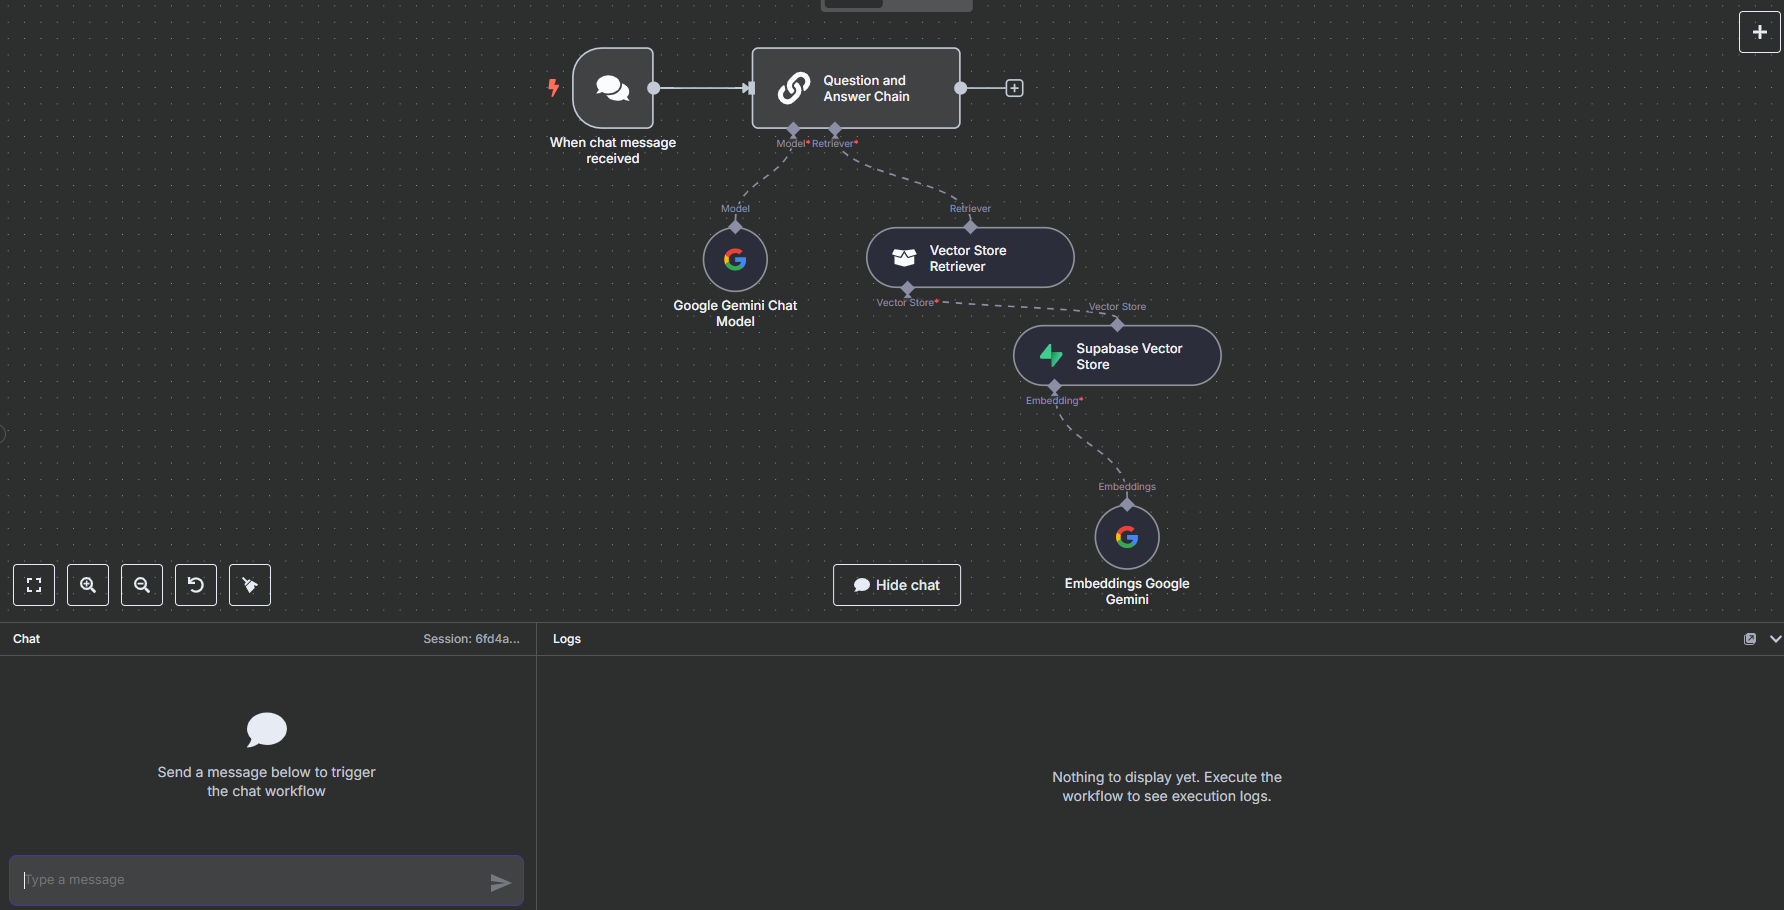 Question and
Answer Chain
When chat message
received
Model* Retriever*
Model
Retriever
Vector Store
Retriever
Google Gemini Chat
Model
Vector Store*
Vector Store
Supabase Vector
Store
Embedding*
Embeddings
Embeddings Google
Gemini
Hide chat
Chat
Session: 6fd4a...
Logs
Send a message below to trigger
the chat workflow
Nothing to display yet. Execute the
workflow to see execution logs.
Type a message